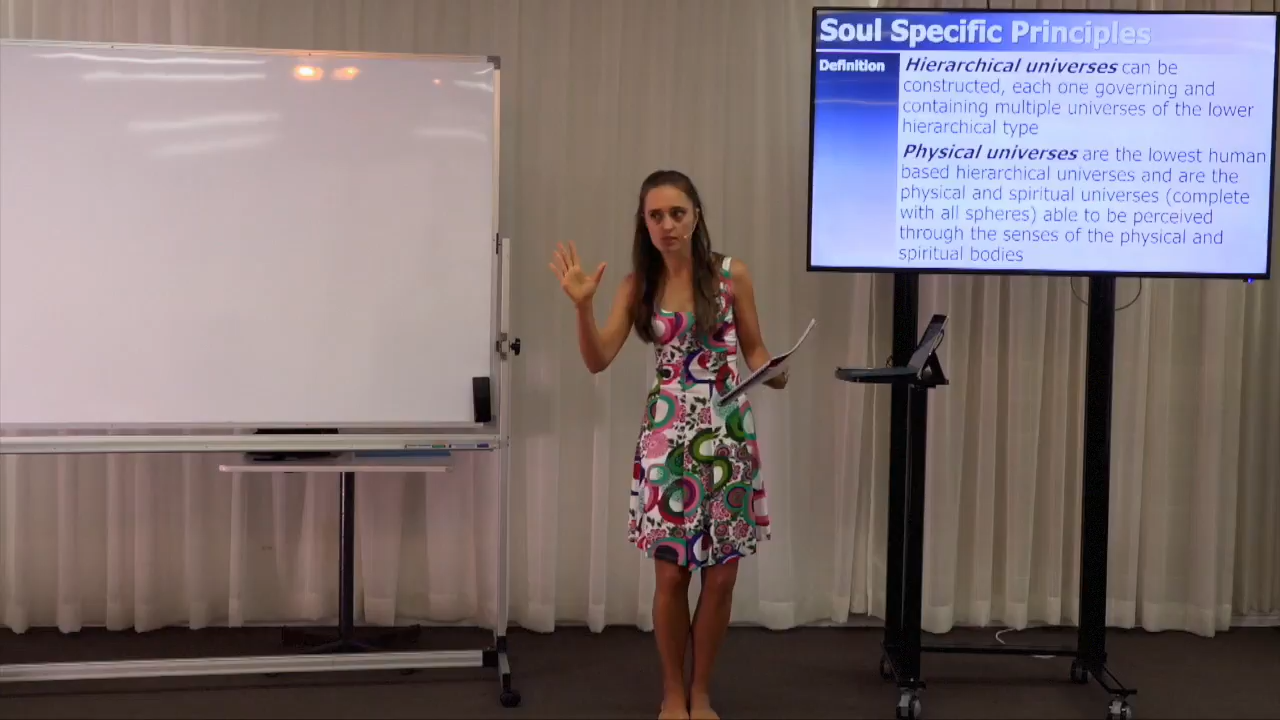 Soul Specific Principles
Definition
Hierarchical universes can be
constructed, each one governing and
containing multiple universes of the lower
hierarchical type
Physical universes are the lowest human
based hierarchical universes and are the
physical and spiritual universes (complete
with all spheres) able to be perceived
through the senses of the physical and
spiritual bodies